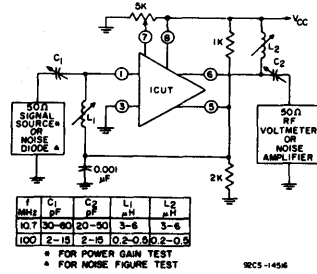 5K
VCC
1K
L2
C1
C2
7
8
1
6
ICUT
3
5
L1
50Ω
SIGNAL
SOURCE*
OR
NOISE
DIODE ▲
50Ω
RF
VOLTMETER
OR
NOISE
AMPLIFIER
0.001
μF
2K
f MHz C1 pF C2 pF L1 μH L2 μH
10.7 30-60 20-50 3-6 3-6
100 2-15 2-15 0.2-0.5 0.2-0.5
* FOR POWER GAIN TEST
▲ FOR NOISE FIGURE TEST
92CS-14516